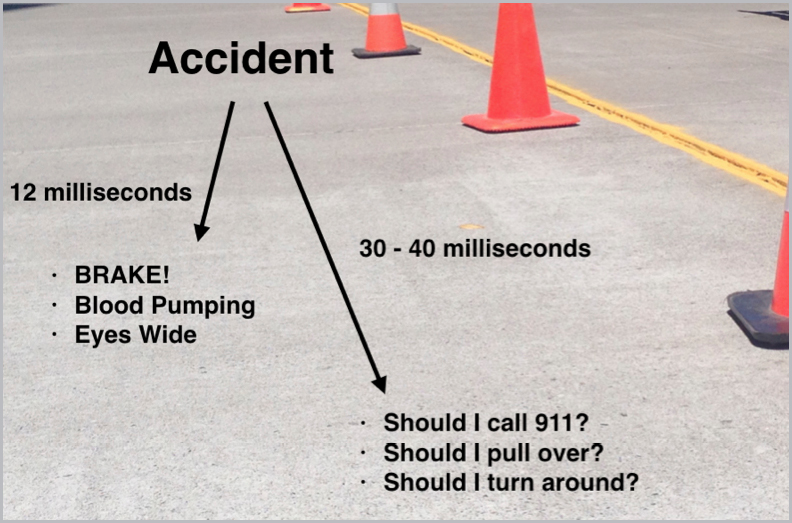 Accident
12 milliseconds
30 - 40 milliseconds
· BRAKE!
· Blood Pumping
· Eyes Wide
· Should I call 911?
· Should I pull over?
· Should I turn around?